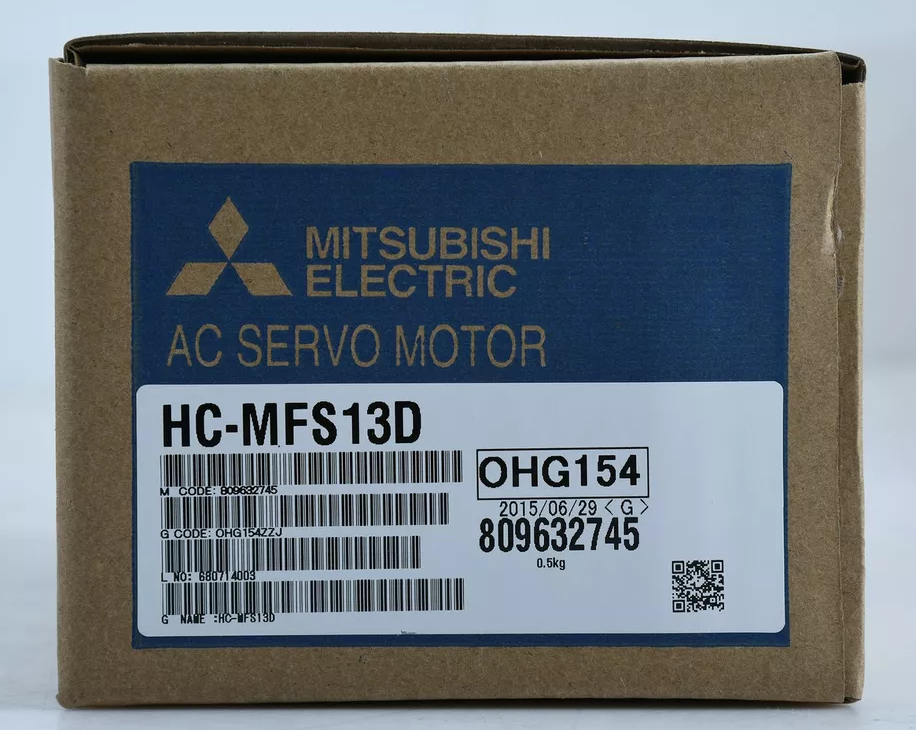 MITSUBISHI
ELECTRIC
AC SERVO MOTOR
HC-MFS13D
M CODE: 809632745
G CODE: OHG154ZZJ
L NO: 680714003
G NAME :HC-MFS13D
OHG154
2015/06/29 < G >
809632745
0.5kg